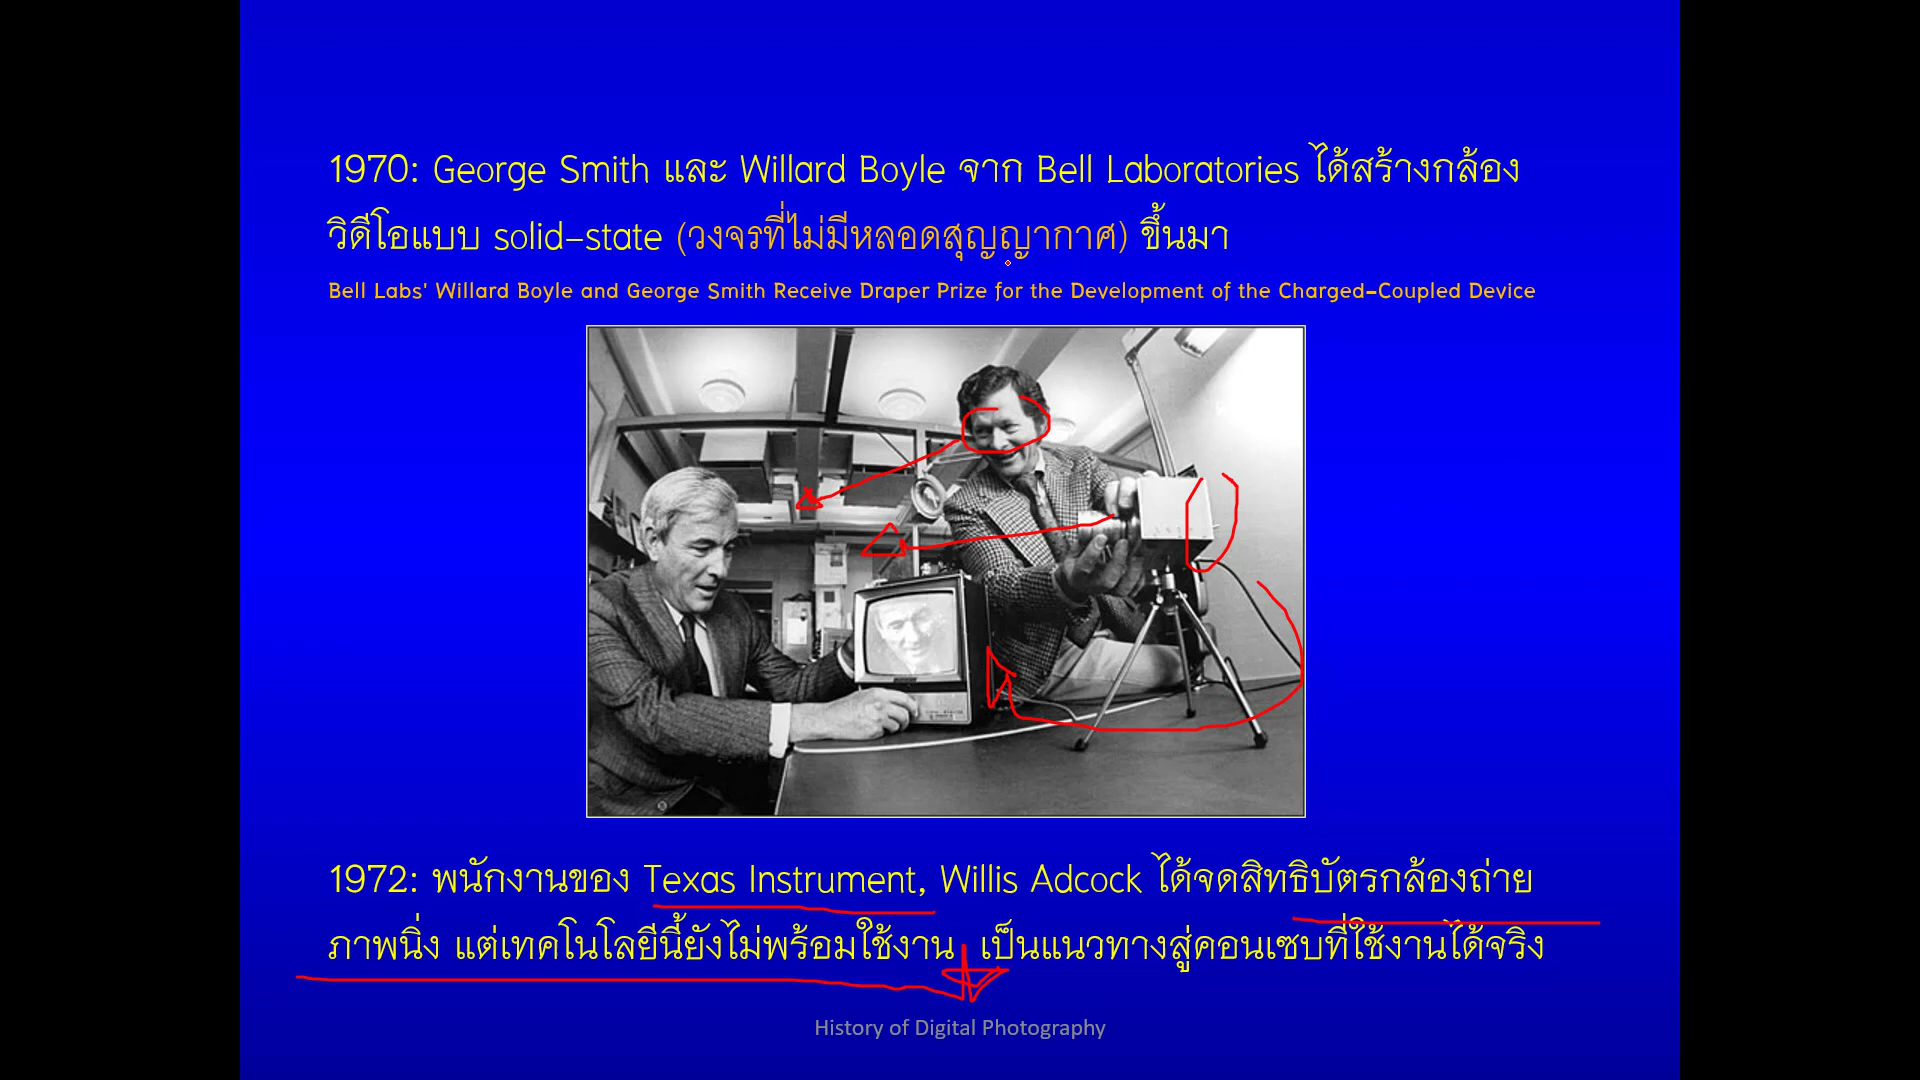 1970: George Smith และ Willard Boyle จาก Bell Laboratories ได้สร้างกล้อง
วิดีโอแบบ solid-state (วงจรที่ไม่มีหลอดสุญญากาศ) ขึ้นมา
Bell Labs' Willard Boyle and George Smith Receive Draper Prize for the Development of the Charged-Coupled Device
1972: พนักงานของ Texas Instrument, Willis Adcock ได้จดสิทธิบัตรกล้องถ่าย
ภาพนิ่ง แต่เทคโนโลยีนี้ยังไม่พร้อมใช้งาน เป็นแนวทางสู่คอนเซบที่ใช้งานได้จริง
History of Digital Photography